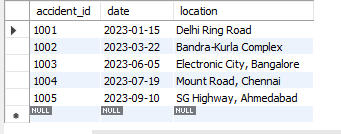 accident_id date location
1001 2023-01-15 Delhi Ring Road
1002 2023-03-22 Bandra-Kurla Complex
1003 2023-06-05 Electronic City, Bangalore
1004 2023-07-19 Mount Road, Chennai
1005 2023-09-10 SG Highway, Ahmedabad
NULL NULL NULL